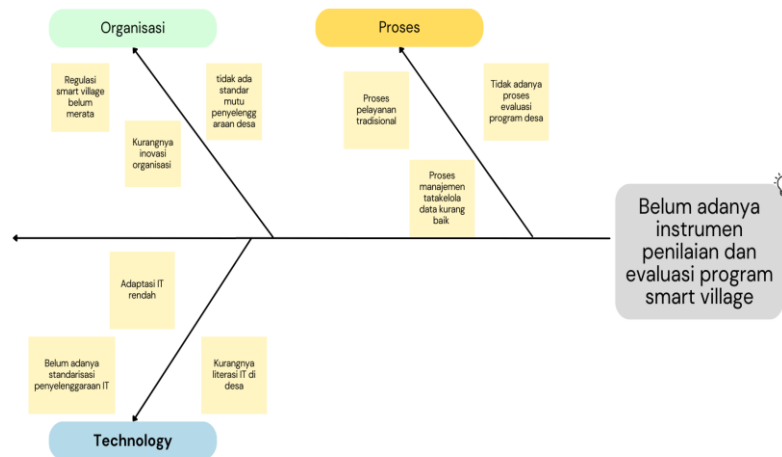 Organisasi
Proses
Regulasi
smart village
belum
merata
tidak ada
standar
mutu
penyelengg
araan desa
Kurangnya
inovasi
organisasi
Proses
pelayanan
tradisional
Tidak adanya
proses
evaluasi
program desa
Proses
manajemen
tatakelola
data kurang
baik
Belum adanya
instrumen
penilaian dan
evaluasi program
smart village
Adaptasi IT
rendah
Belum adanya
standarisasi
penyelenggaraan IT
Kurangnya
literasi IT di
desa
Technology